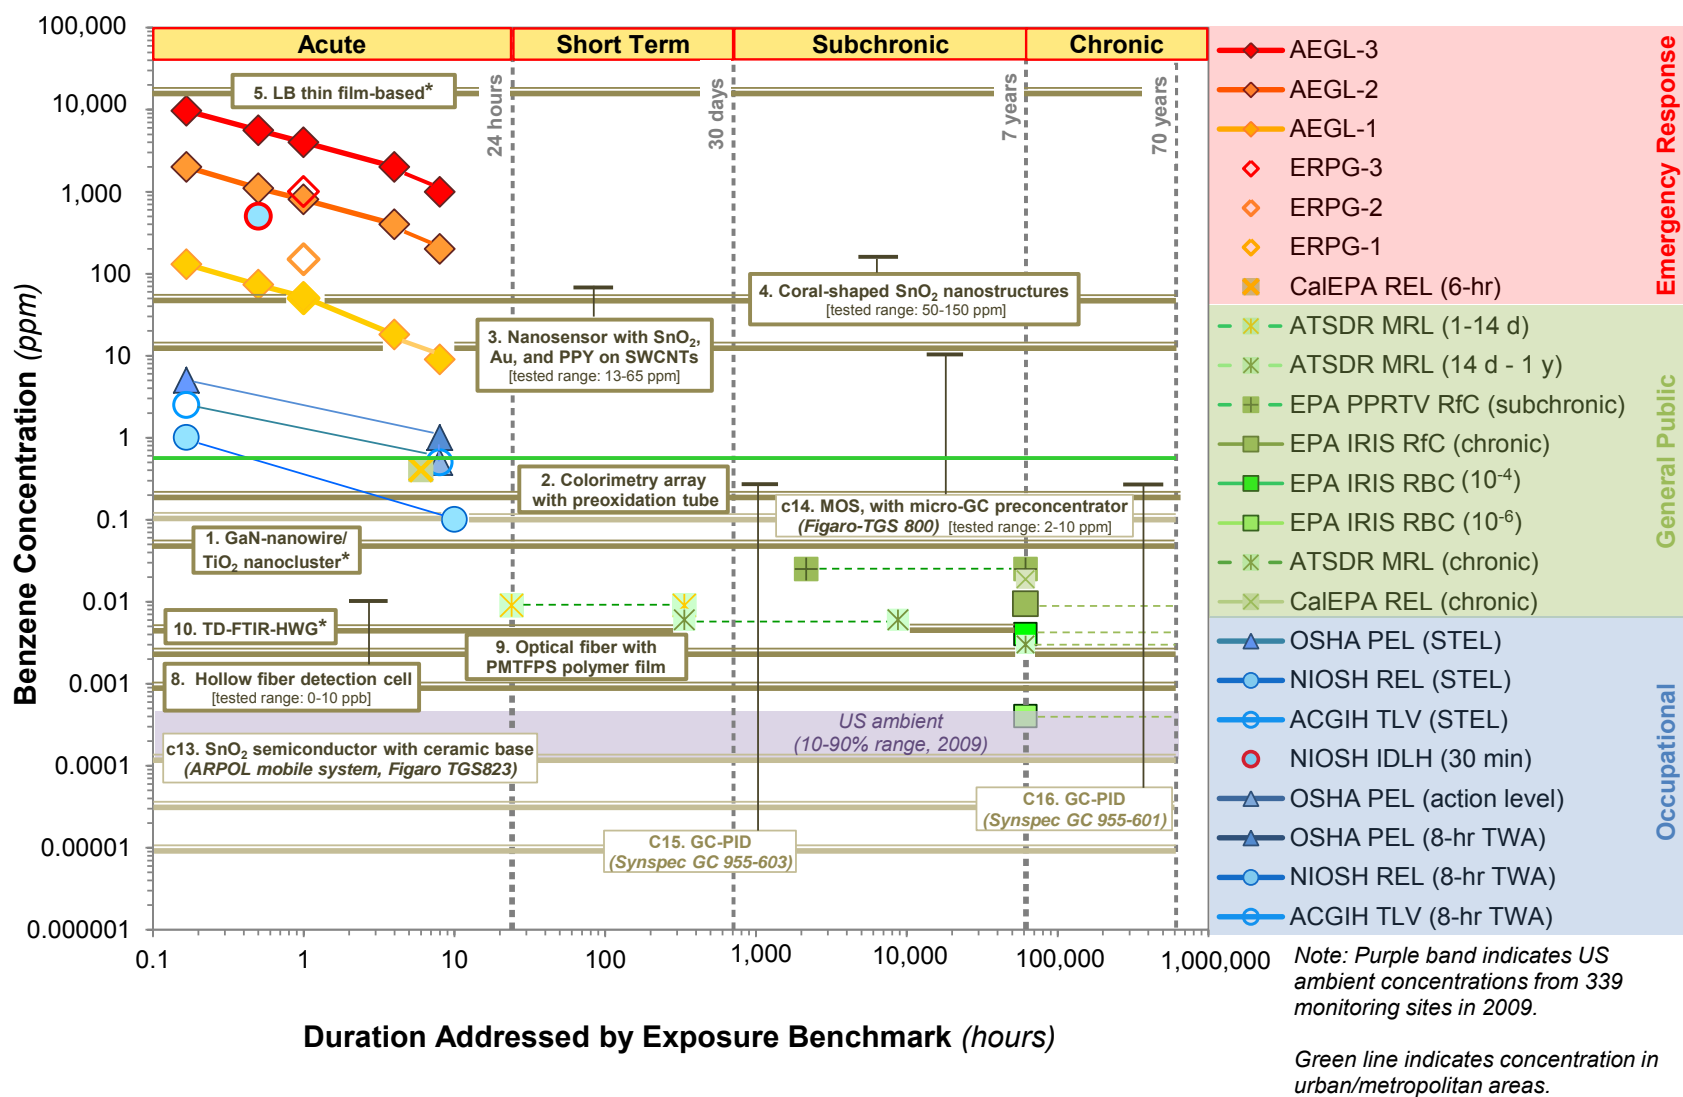 100,000
10,000
1,000
100
10
1
0.1
0.01
0.001
0.0001
0.00001
0.000001
Benzene Concentration (ppm)
Acute
Short Term
Subchronic
Chronic
24 hours
30 days
7 years
70 years
5. LB thin film-based*
4. Coral-shaped SnO₂ nanostructures
[tested range: 50-150 ppm]
3. Nanosensor with SnO₂,
Au, and PPY on SWCNTs
[tested range: 13-65 ppm]
2. Colorimetry array
with preoxidation tube
c14. MOS, with micro-GC preconcentrator
(Figaro-TGS 800) [tested range: 2-10 ppm]
1. GaN-nanowire/
TiO₂ nanocluster*
10. TD-FTIR-HWG*
9. Optical fiber with
PMTFPS polymer film
8. Hollow fiber detection cell
[tested range: 0-10 ppb]
US ambient
(10-90% range, 2009)
c13. SnO₂ semiconductor with ceramic base
(ARPOL mobile system, Figaro TGS823)
C16. GC-PID
(Synspec GC 955-601)
C15. GC-PID
(Synspec GC 955-603)
0.1
1
10
100
1,000
10,000
100,000
1,000,000
Duration Addressed by Exposure Benchmark (hours)
AEGL-3
AEGL-2
AEGL-1
ERPG-3
ERPG-2
ERPG-1
CalEPA REL (6-hr)
Emergency Response
ATSDR MRL (1-14 d)
ATSDR MRL (14 d - 1 y)
EPA PPRTV RfC (subchronic)
EPA IRIS RfC (chronic)
EPA IRIS RBC (10⁻⁴)
EPA IRIS RBC (10⁻⁶)
ATSDR MRL (chronic)
CalEPA REL (chronic)
General Public
OSHA PEL (STEL)
NIOSH REL (STEL)
ACGIH TLV (STEL)
NIOSH IDLH (30 min)
OSHA PEL (action level)
OSHA PEL (8-hr TWA)
NIOSH REL (8-hr TWA)
ACGIH TLV (8-hr TWA)
Occupational
Note: Purple band indicates US
ambient concentrations from 339
monitoring sites in 2009.
Green line indicates concentration in
urban/metropolitan areas.